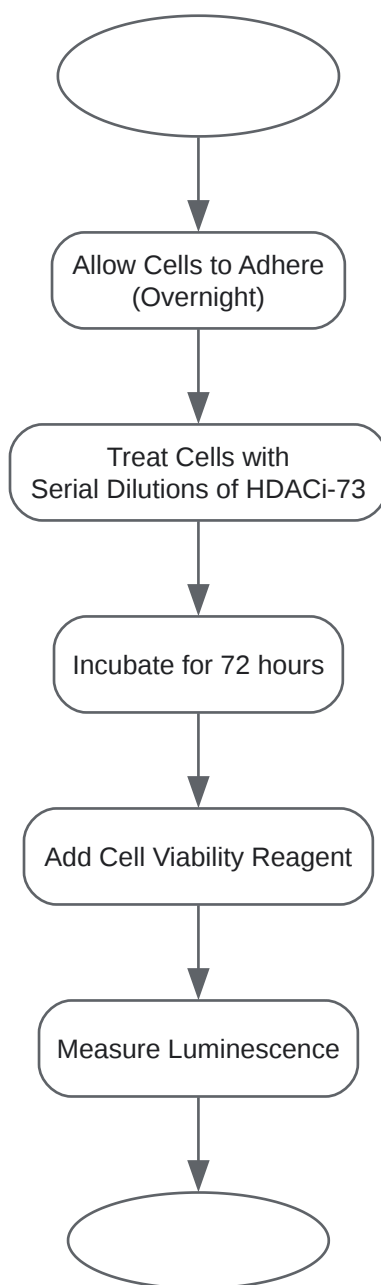 Allow Cells to Adhere
(Overnight)
Treat Cells with
Serial Dilutions of HDACi-73
Incubate for 72 hours
Add Cell Viability Reagent
Measure Luminescence